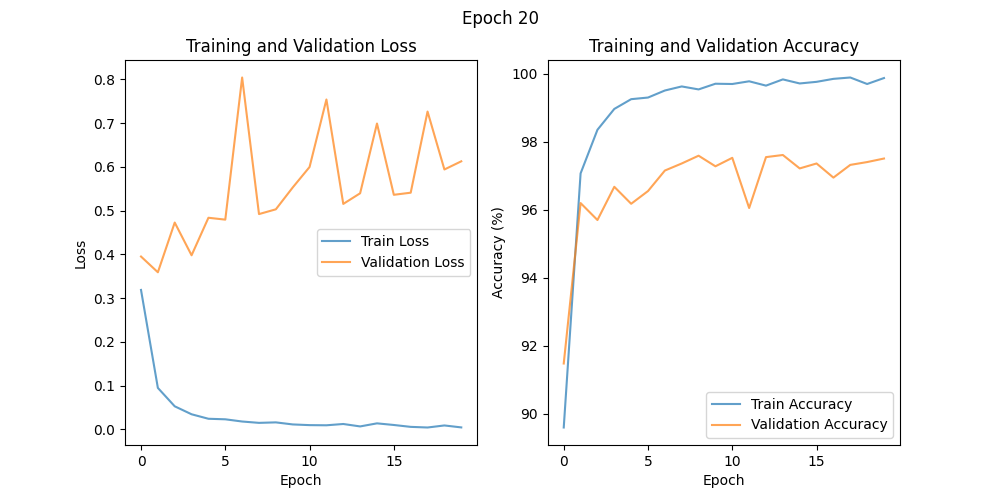 Epoch 20
Training and Validation Loss
0.8
0.7
0.6
0.5
0.4
0.3
0.2
0.1
0.0
Loss
Train Loss
Validation Loss
0 5 10 15
Epoch
Training and Validation Accuracy
100
98
96
94
92
90
Accuracy (%)
Train Accuracy
Validation Accuracy
0 5 10 15
Epoch